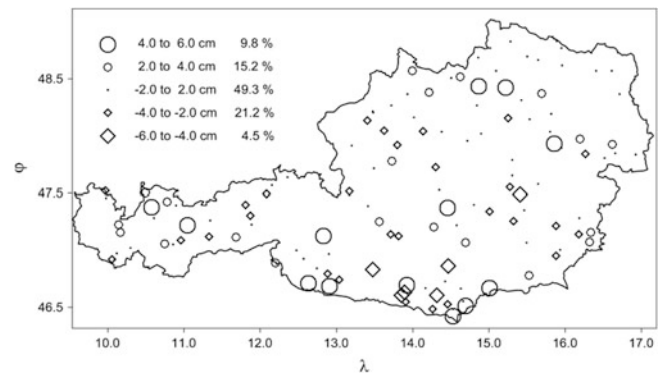 4.0 to 6.0 cm 9.8 %
2.0 to 4.0 cm 15.2 %
-2.0 to 2.0 cm 49.3 %
-4.0 to -2.0 cm 21.2 %
-6.0 to -4.0 cm 4.5 %
48.5
φ
47.5
46.5
10.0 11.0 12.0 13.0 14.0 15.0 16.0 17.0
λ